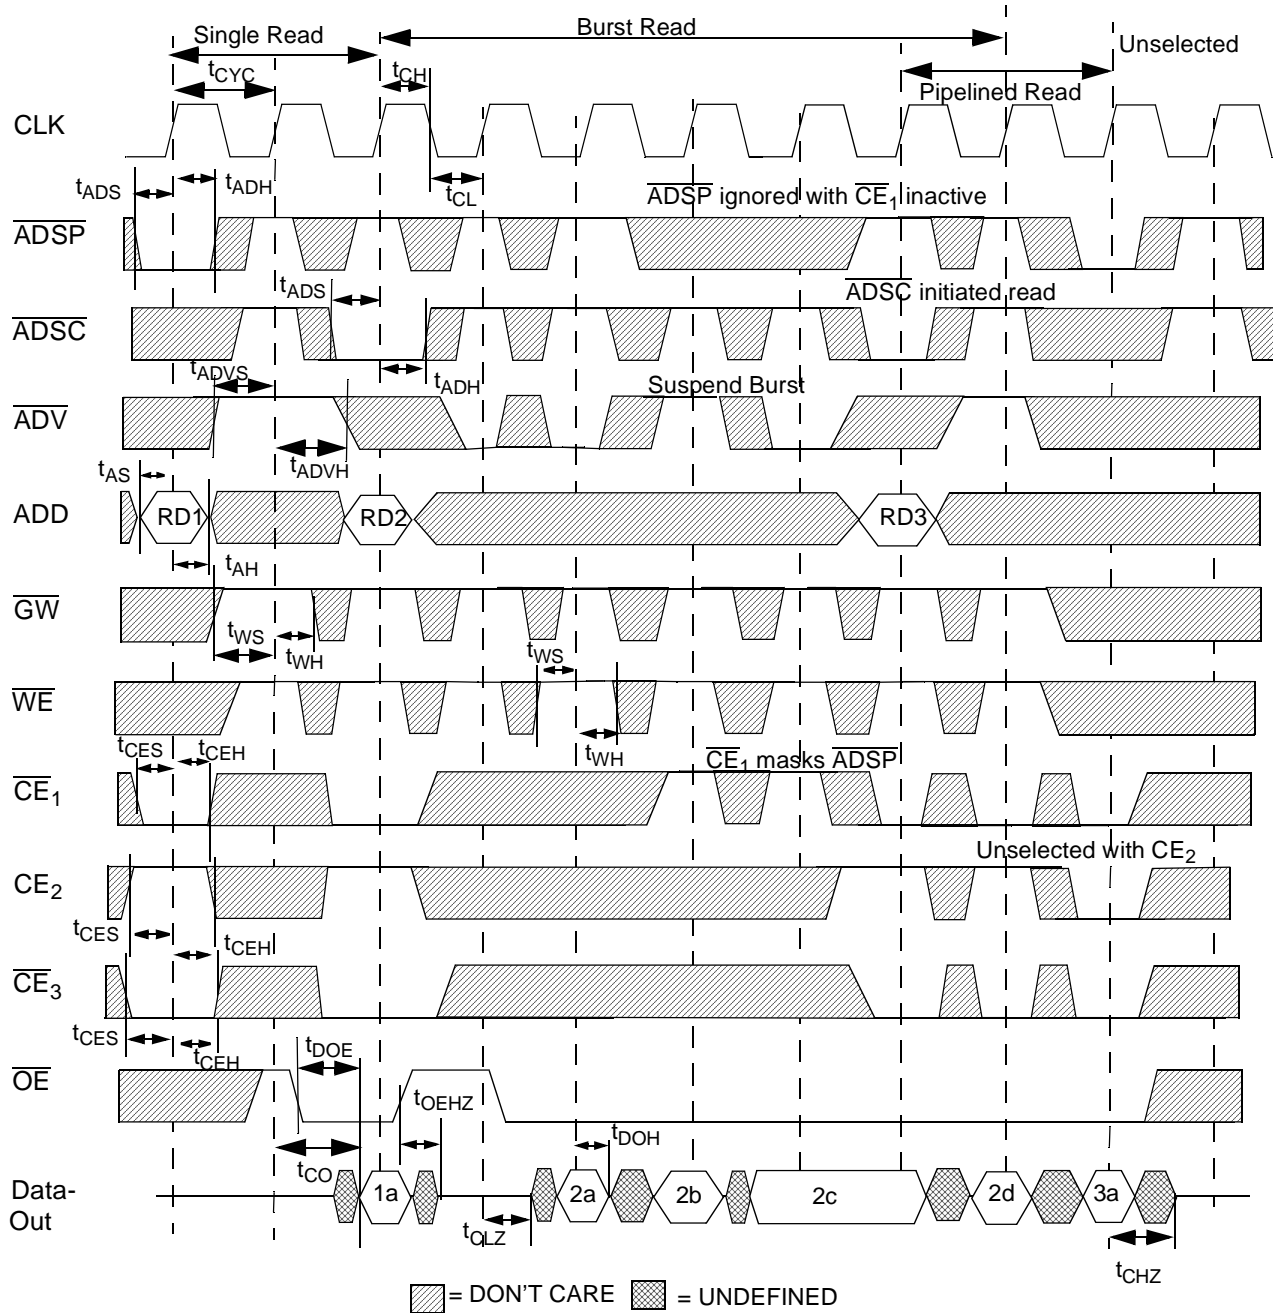 Single Read
Burst Read
Unselected
tCYC
tCH
Pipelined Read
CLK
tADS
tADH
tCL
ADSP ignored with CE1 inactive
ADSP
tADS
ADSC initiated read
ADSC
tADVS
tADH
Suspend Burst
ADV
tADVH
tAS
ADD
RD1
RD2
RD3
tAH
GW
tWS
tWH
tWS
WE
tCES
tCEH
tWH
CE1 masks ADSP
CE1
Unselected with CE2
CE2
tCES
tCEH
CE3
tCES
tCEH
tDOE
OE
tOEHZ
tDOH
tCO
Data-
Out
1a
2a
2b
2c
2d
3a
tCLZ
tCHZ
= DON'T CARE
= UNDEFINED